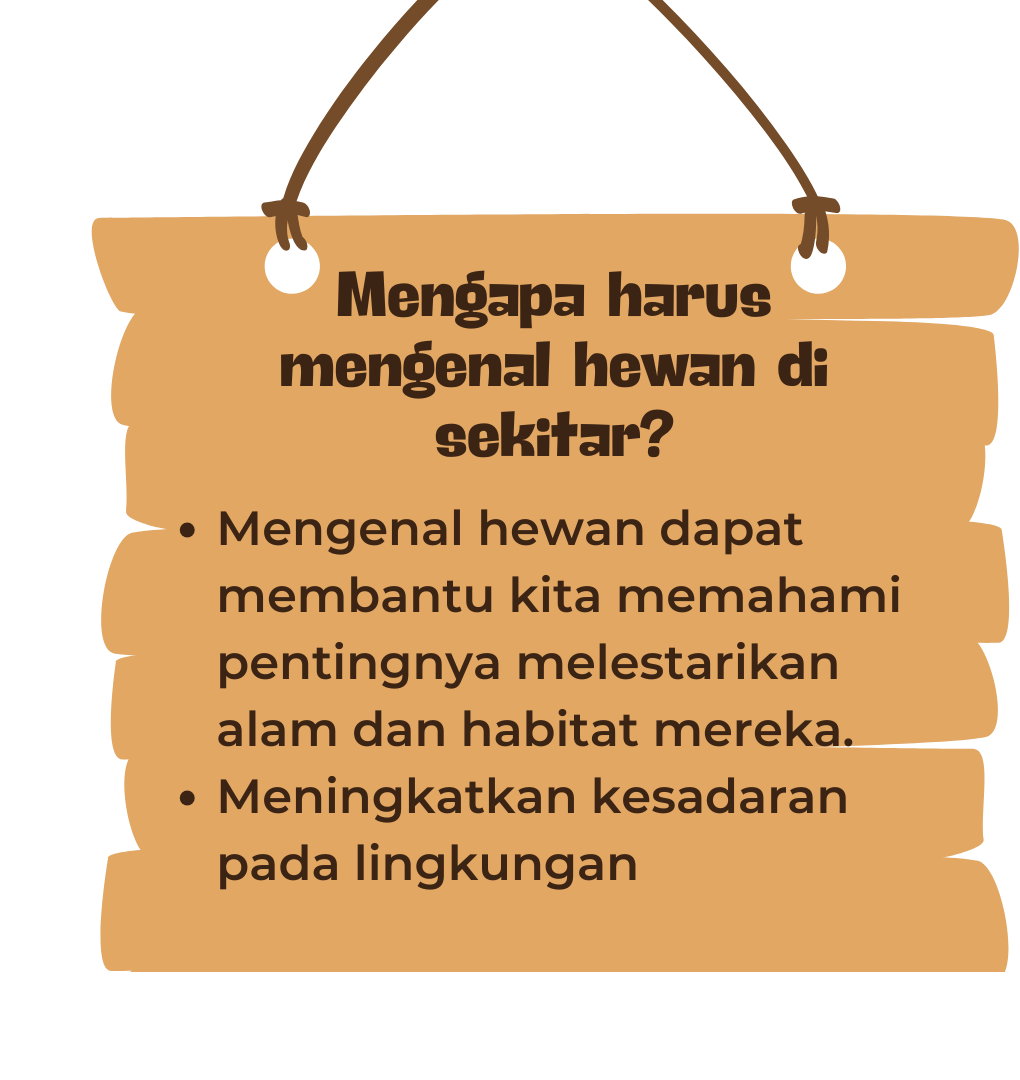 Mengapa harus
mengenal hewan di
sekitar?
• Mengenal hewan dapat
membantu kita memahami
pentingnya melestarikan
alam dan habitat mereka.
• Meningkatkan kesadaran
pada lingkungan